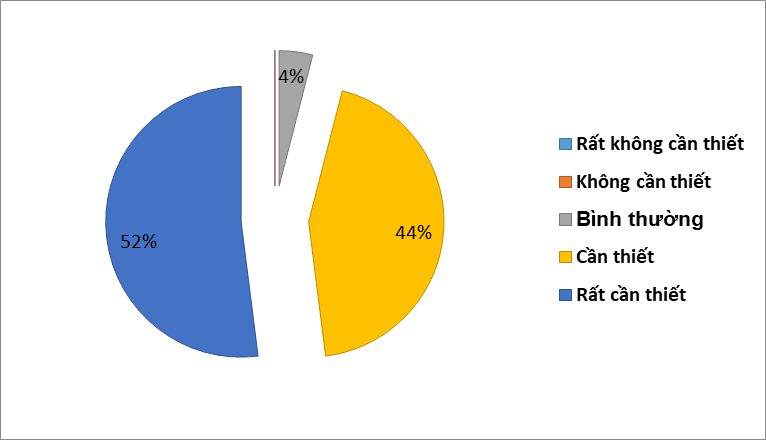 4%
44%
52%
Rất không cần thiết
Không cần thiết
Bình thường
Cần thiết
Rất cần thiết